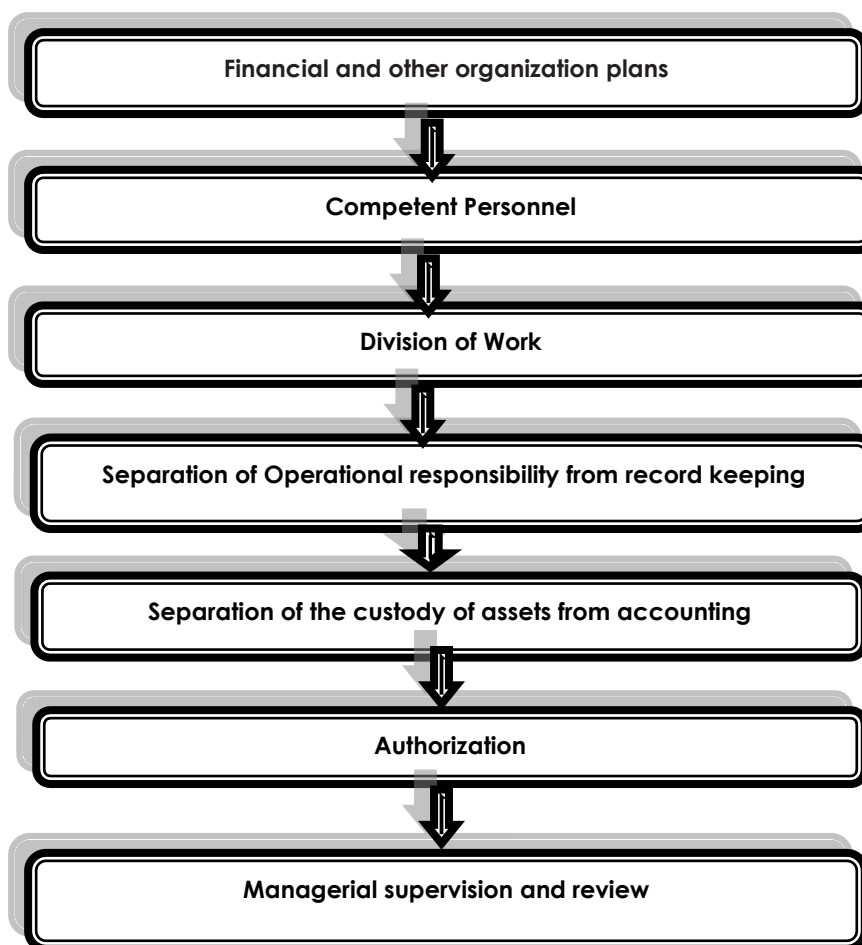 Financial and other organization plans
Competent Personnel
Division of Work
Separation of Operational responsibility from record keeping
Separation of the custody of assets from accounting
Authorization
Managerial supervision and review